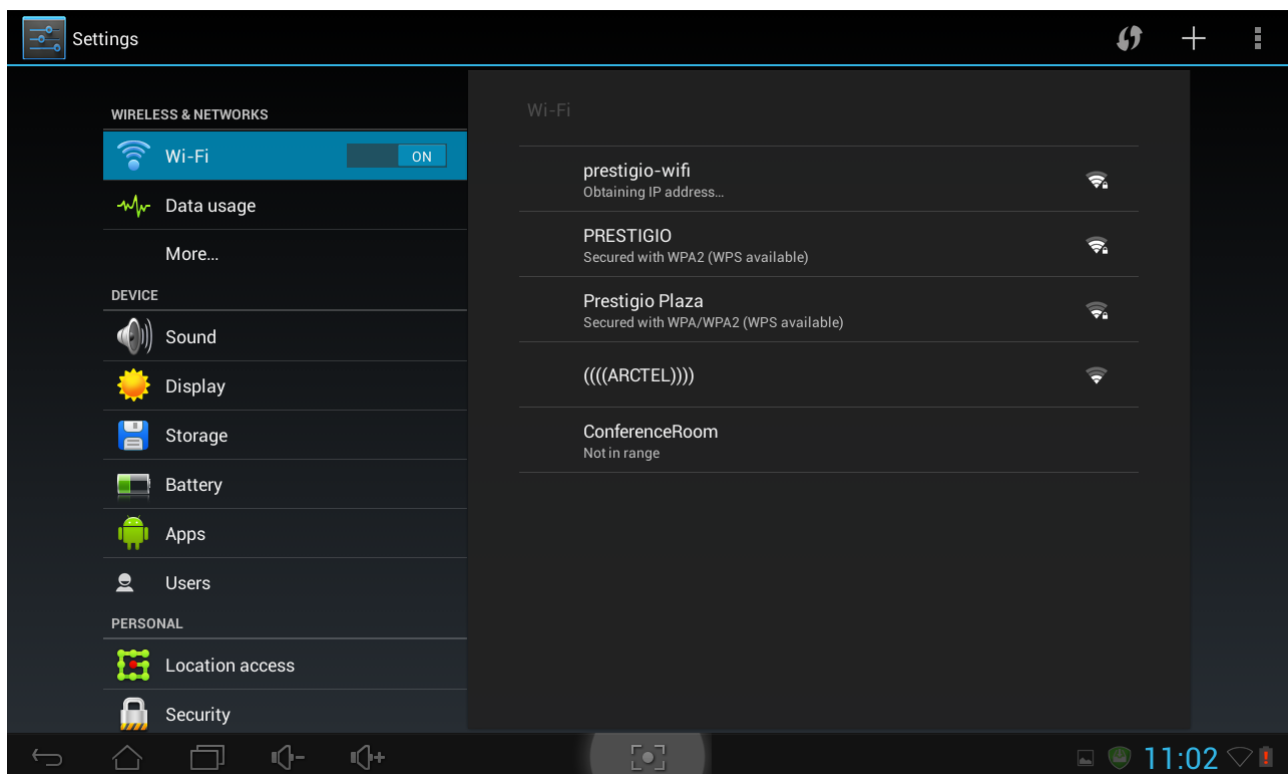 Settings
WIRELESS & NETWORKS
Wi-Fi
ON
Data usage
More...
DEVICE
Sound
Display
Storage
Battery
Apps
Users
PERSONAL
Location access
Security
Wi-Fi
prestigio-wifi
Obtaining IP address...
PRESTIGIO
Secured with WPA2 (WPS available)
Prestigio Plaza
Secured with WPA/WPA2 (WPS available)
((((ARCTEL))))
ConferenceRoom
Not in range
11:02